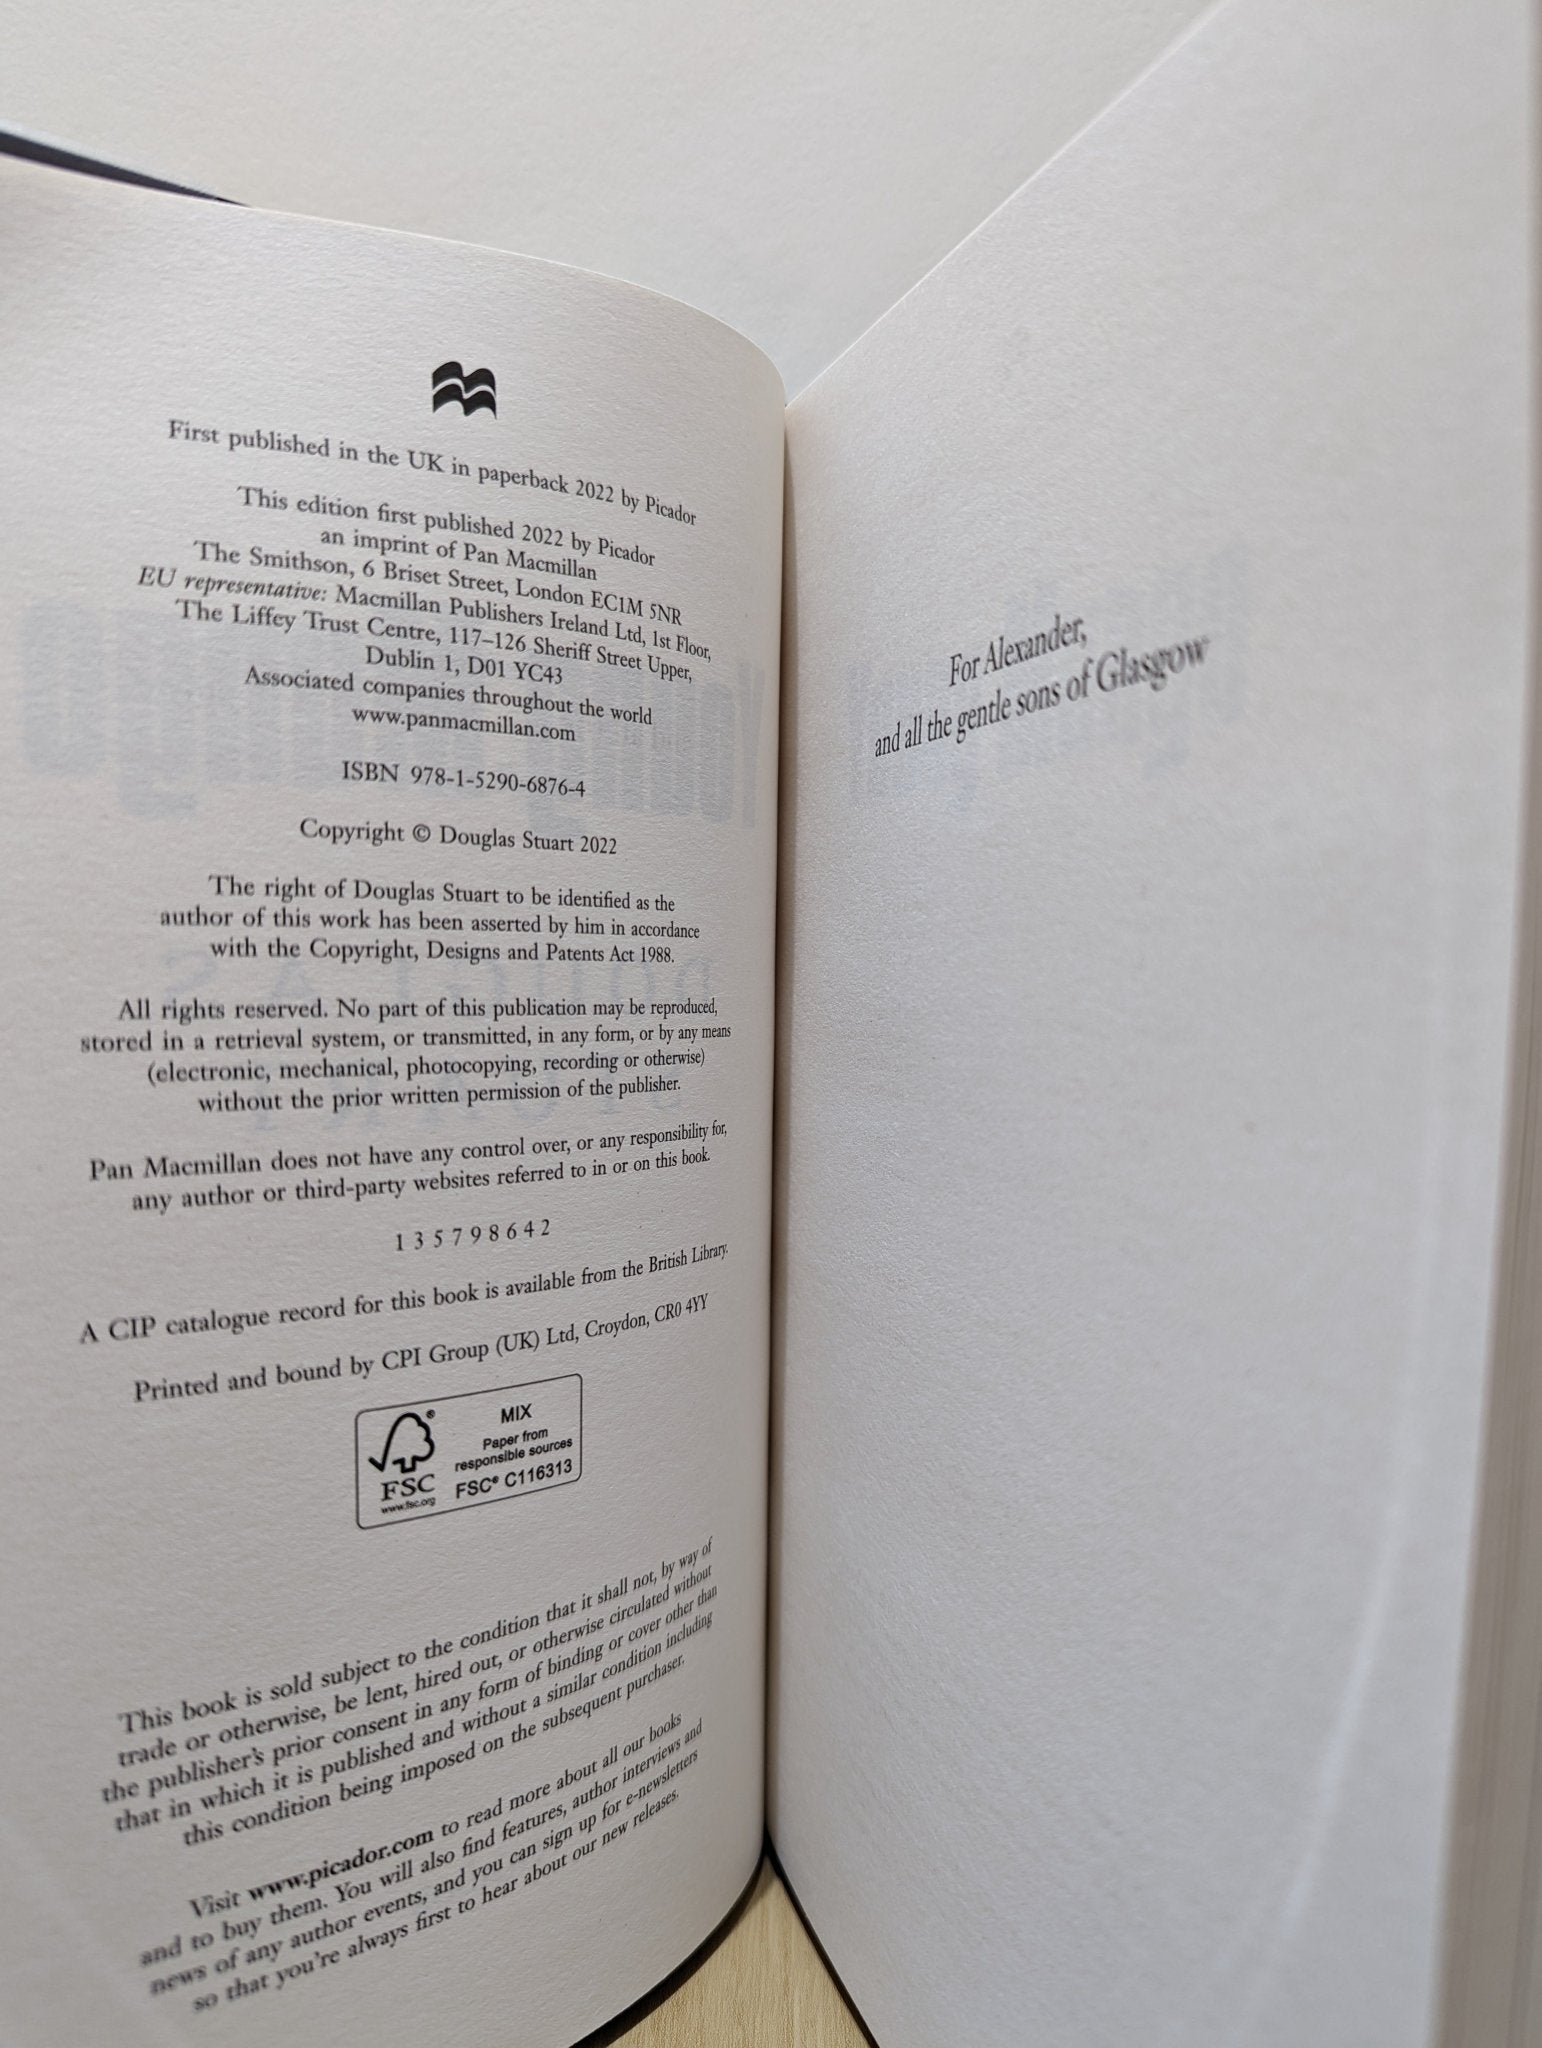 First published in the UK in paperback 2022 by Picador
This edition first published 2022 by Picador
an imprint of Pan Macmillan
The Smithson, 6 Briset Street, London EC1M 5NR
EU representative: Macmillan Publishers Ireland Ltd, 1st Floor,
The Liffey Trust Centre, 117–126 Sheriff Street Upper,
Dublin 1, D01 YC43
Associated companies throughout the world
www.panmacmillan.com
ISBN 978-1-5290-6876-4
Copyright © Douglas Stuart 2022
The right of Douglas Stuart to be identified as the
author of this work has been asserted by him in accordance
with the Copyright, Designs and Patents Act 1988.
All rights reserved. No part of this publication may be reproduced,
stored in a retrieval system, or transmitted, in any form, or by any means
(electronic, mechanical, photocopying, recording or otherwise)
without the prior written permission of the publisher.
Pan Macmillan does not have any control over, or any responsibility for,
any author or third-party websites referred to in or on this book.
1 3 5 7 9 8 6 4 2
A CIP catalogue record for this book is available from the British Library.
Printed and bound by CPI Group (UK) Ltd, Croydon, CR0 4YY
FSC®
www.fsc.org
MIX
Paper from
responsible sources
FSC® C116313
This book is sold subject to the condition that it shall not, by way of
trade or otherwise, be lent, hired out, or otherwise circulated without
the publisher's prior consent in any form of binding or cover other than
that in which it is published and without a similar condition including
this condition being imposed on the subsequent purchaser.
Visit www.picador.com to read more about all our books
and to buy them. You will also find features, author interviews and
news of any author events, and you can sign up for e-newsletters
so that you're always first to hear about our new releases.
For Alexander,
and all the gentle sons of Glasgow